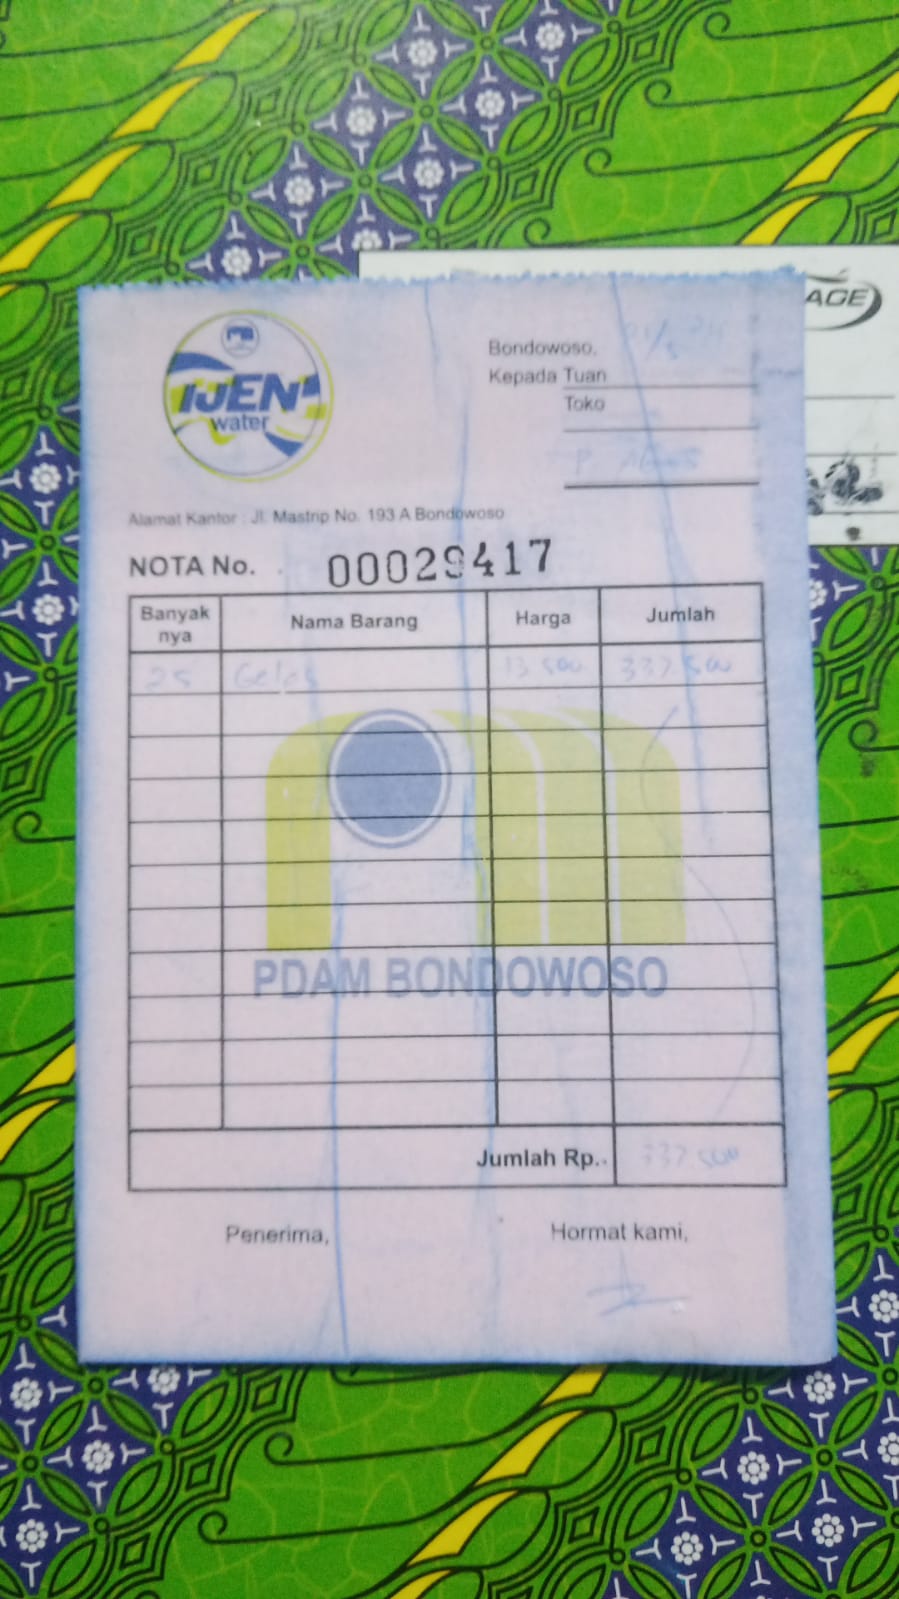 IJEN
water
Bondowoso,
Kepada Tuan
Toko
P. Agus
AGE
Alamat Kantor : Jl. Mastrip No. 193 A Bondowoso
NOTA No. 00029417
Banyak nya Nama Barang Harga Jumlah
25 Gelas 13.500 337.500
PDAM BONDOWOSO
Jumlah Rp. 337.500
Penerima, Hormat kami,